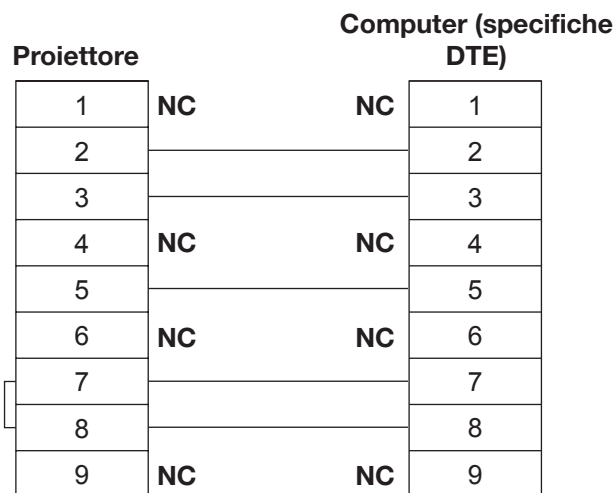 Computer (specifiche
Proiettore DTE)
1 NC NC 1
2 2
3 3
4 NC NC 4
5 5
6 NC NC 6
7 7
8 8
9 NC NC 9